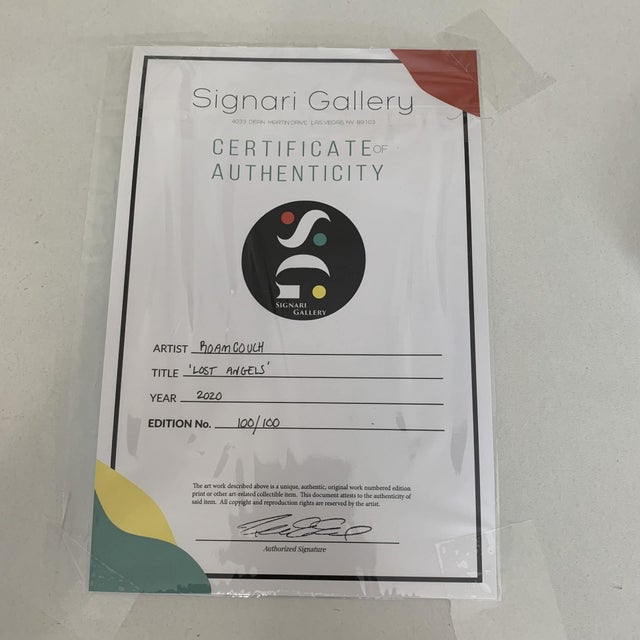 Signari Gallery
4033 DEAN MARTIN DRIVE LAS VEGAS, NV 89103
CERTIFICATE OF
AUTHENTICITY
SIGNARI
GALLERY
ARTIST ROAMCOUCH
TITLE 'LOST ANGELS'
YEAR 2020
EDITION No. 100/100
The art work described above is a unique, authentic, original work numbered edition
print or other art-related collectible item. This document attests to the authenticity of
said item. All copyright and reproduction rights are reserved by the artist.
Authorized Signature